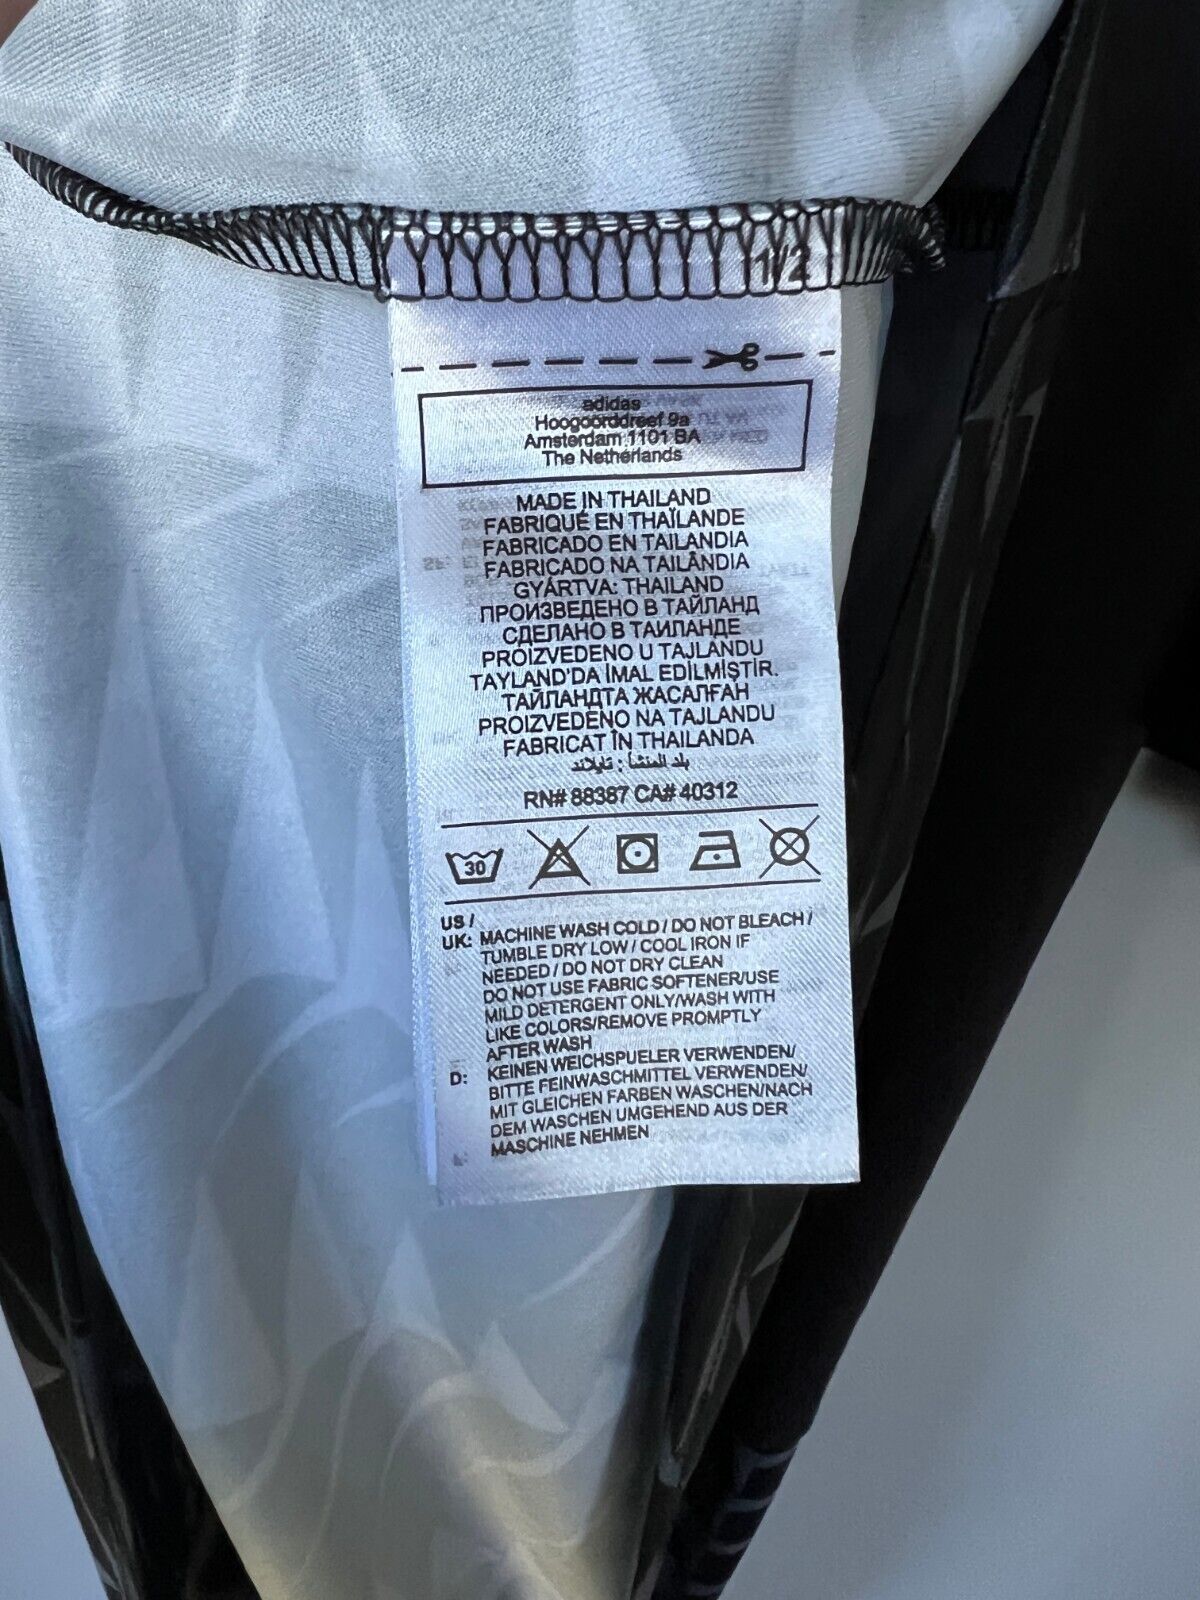 1/2
adidas
Hoogoorddreef 9a
Amsterdam 1101 BA
The Netherlands
MADE IN THAILAND
FABRIQUÉ EN THAÏLANDE
FABRICADO EN TAILANDIA
FABRICADO NA TAILÂNDIA
GYÁRTVA: THAILAND
ПРОИЗВЕДЕНО В ТАЙЛАНД
СДЕЛАНО В ТАИЛАНДЕ
PROIZVEDENO U TAJLANDU
TAYLAND'DA İMAL EDİLMİŞTİR.
ТАЙЛАНДТА ЖАСАЛҒАН
PROIZVEDENO NA TAJLANDU
FABRICAT ÎN THAILANDA
بلد المنشأ : تايلاند
RN# 88387 CA# 40312
30
US /
UK: MACHINE WASH COLD / DO NOT BLEACH /
TUMBLE DRY LOW / COOL IRON IF
NEEDED / DO NOT DRY CLEAN
DO NOT USE FABRIC SOFTENER/USE
MILD DETERGENT ONLY/WASH WITH
LIKE COLORS/REMOVE PROMPTLY
AFTER WASH
D: KEINEN WEICHSPUELER VERWENDEN/
BITTE FEINWASCHMITTEL VERWENDEN/
MIT GLEICHEN FARBEN WASCHEN/NACH
DEM WASCHEN UMGEHEND AUS DER
MASCHINE NEHMEN